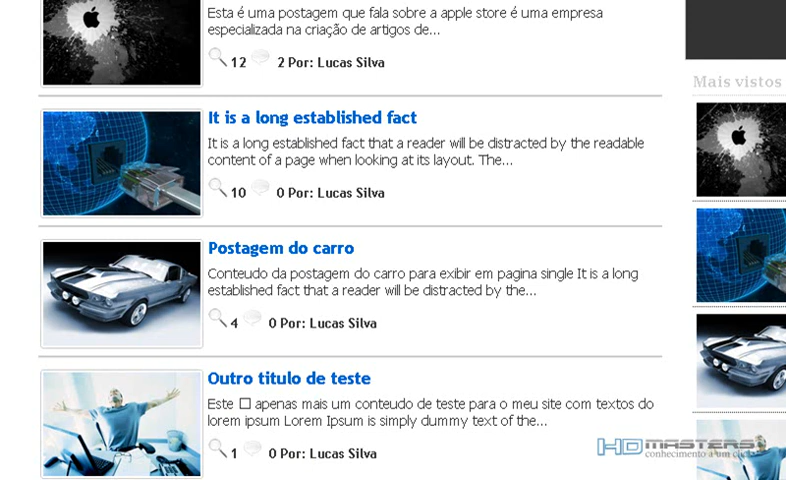 Esta é uma postagem que fala sobre a apple store é uma empresa
especializada na criação de artigos de...
12 2 Por: Lucas Silva
It is a long established fact
It is a long established fact that a reader will be distracted by the readable
content of a page when looking at its layout. The...
10 0 Por: Lucas Silva
Postagem do carro
Conteudo da postagem do carro para exibir em pagina single It is a long
established fact that a reader will be distracted by the...
4 0 Por: Lucas Silva
Outro titulo de teste
Este □ apenas mais um conteudo de teste para o meu site com textos do
lorem ipsum Lorem Ipsum is simply dummy text of the...
1 0 Por: Lucas Silva
Mais vistos
HDMASTERS
conhecimento a um click